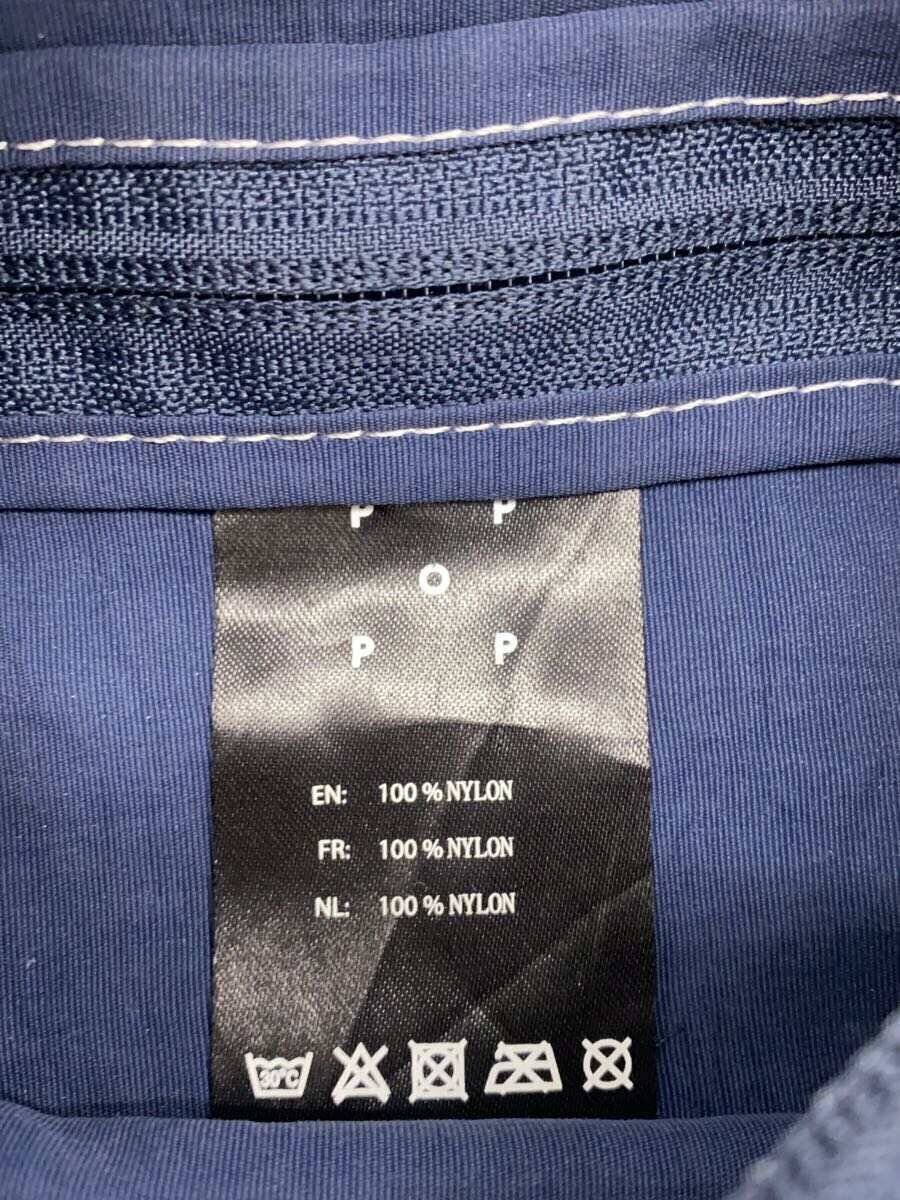 P P
O
P P
EN: 100 % NYLON
FR: 100 % NYLON
NL: 100 % NYLON
30°C